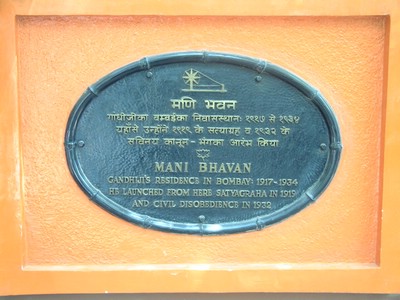 मणि भवन
गांधीजीका बम्बईका निवासस्थान: १९१७ से १९३४
यहाँसे उन्होंने १९१९ के सत्याग्रह व १९३२ के
सविनय कानून-भंगका आरंभ किया
MANI BHAVAN
GANDHIJI'S RESIDENCE IN BOMBAY: 1917-1934
HE LAUNCHED FROM HERE SATYAGRAHA IN 1919
AND CIVIL DISOBEDIENCE IN 1932